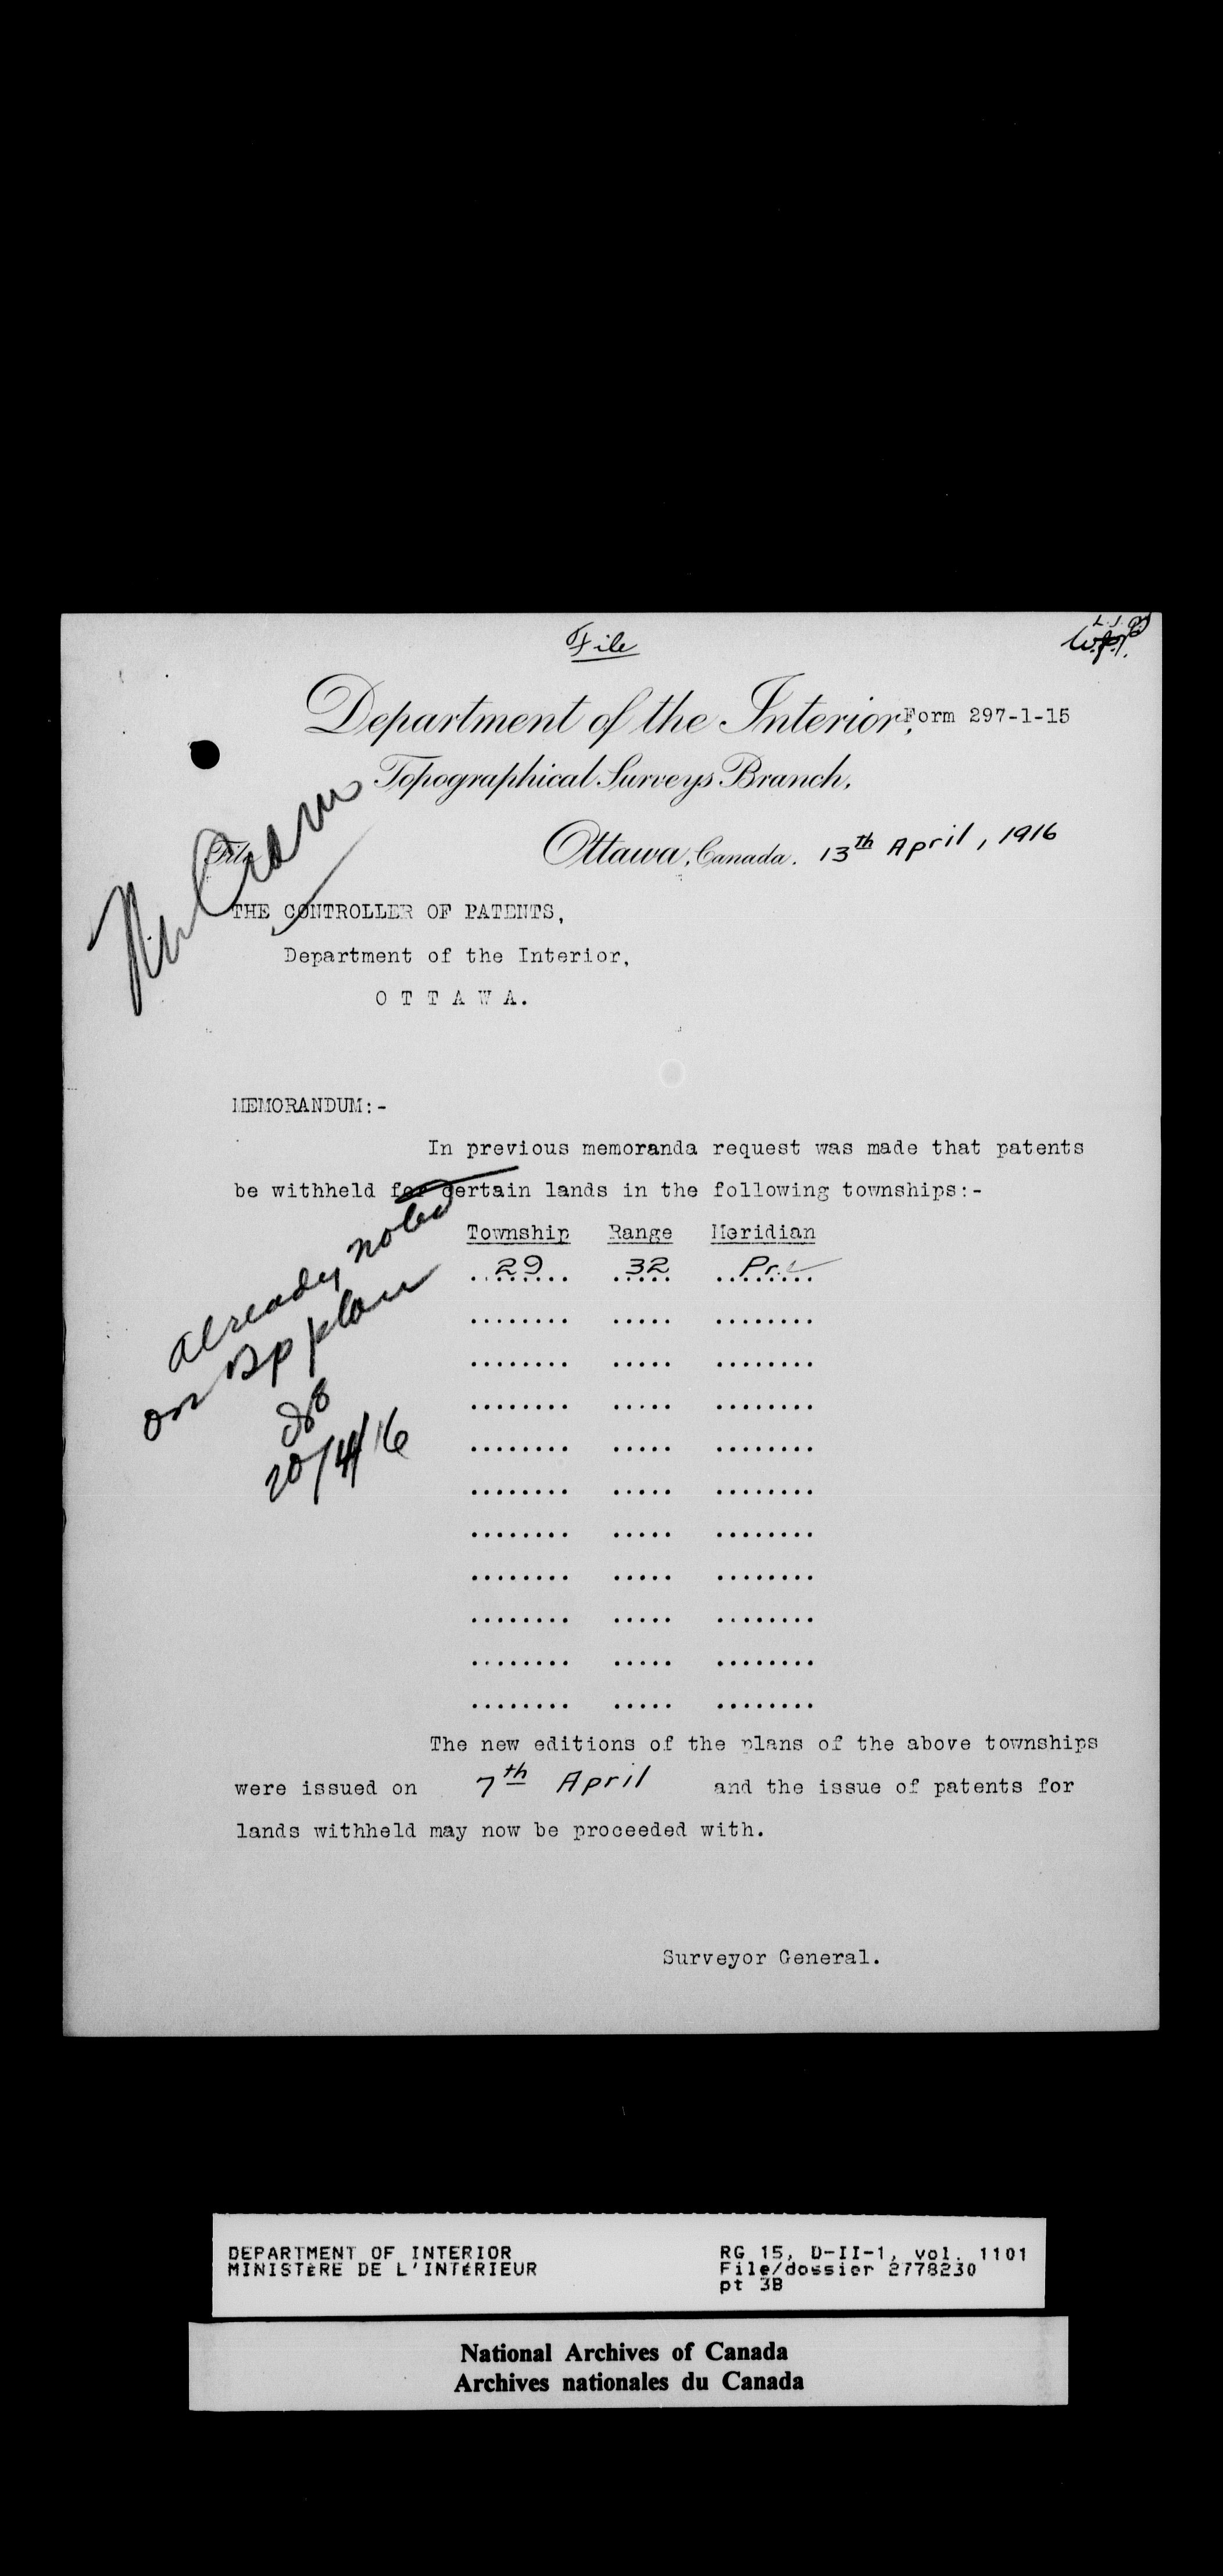 File
Department of the Interior,
Form 297-1-15
Topographical Surveys Branch,
File
Ottawa, Canada. 13th April, 1916
THE CONTROLLER OF PATENTS,
Department of the Interior,
O T T A W A.
MEMORANDUM:-
In previous memoranda request was made that patents
be withheld for certain lands in the following townships:-
Township Range Meridian
29 32 Pr.
........ ..... ........
........ ..... ........
........ ..... ........
........ ..... ........
........ ..... ........
........ ..... ........
........ ..... ........
........ ..... ........
........ ..... ........
........ ..... ........
already noted
on plan
20/4/16
The new editions of the plans of the above townships
were issued on 7th April and the issue of patents for
lands withheld may now be proceeded with.
Surveyor General.
DEPARTMENT OF INTERIOR
MINISTÈRE DE L'INTÉRIEUR
RG 15, D-II-1, vol. 1101
File/dossier 2778230
pt 3B
National Archives of Canada
Archives nationales du Canada